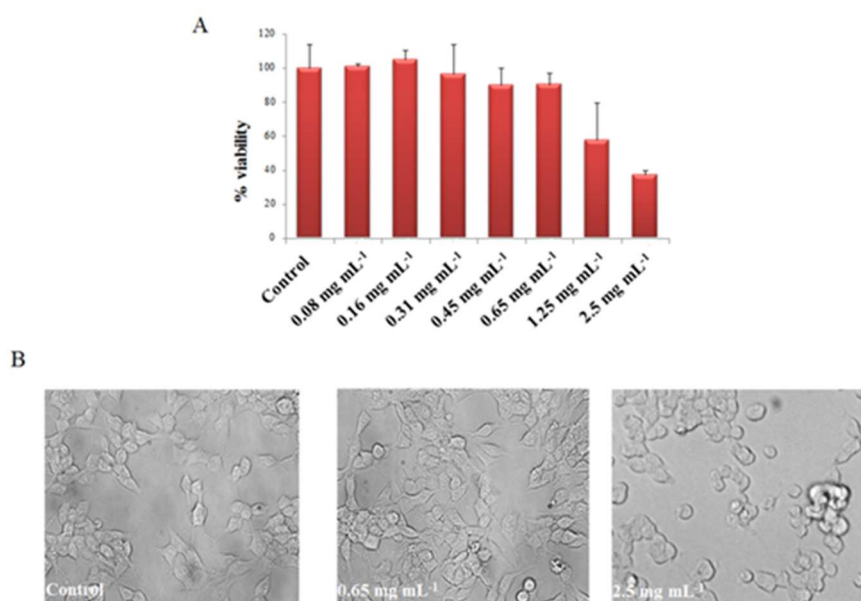 A
120
100
80
60
40
20
0
% viability
Control
0.08 mg mL⁻¹
0.16 mg mL⁻¹
0.31 mg mL⁻¹
0.45 mg mL⁻¹
0.65 mg mL⁻¹
1.25 mg mL⁻¹
2.5 mg mL⁻¹
B
Control
0.65 mg mL⁻¹
2.5 mg mL⁻¹